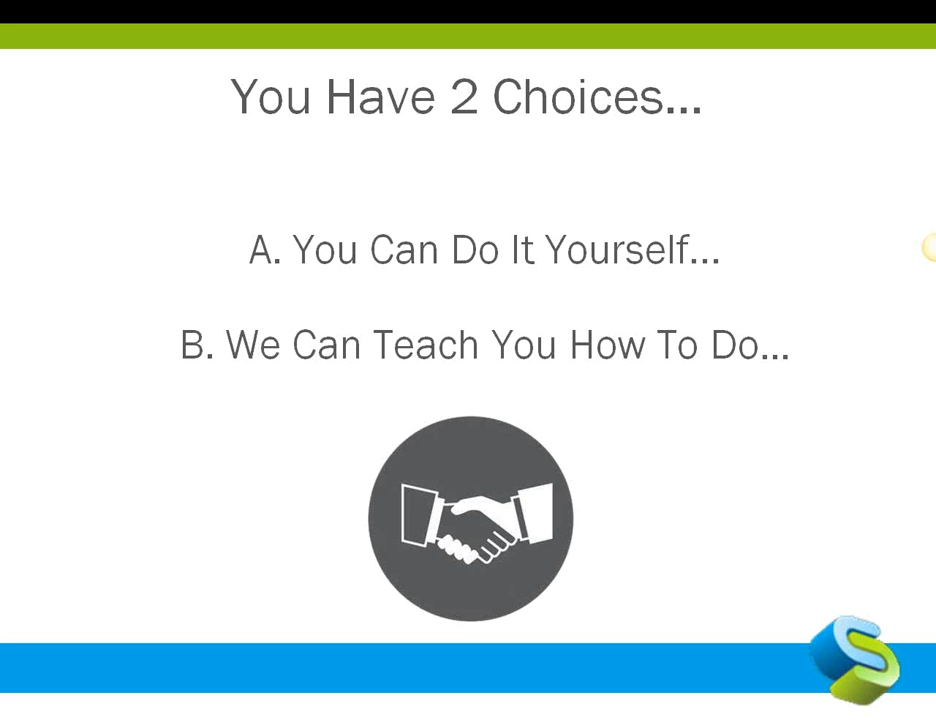 You Have 2 Choices...
A. You Can Do It Yourself...
B. We Can Teach You How To Do...